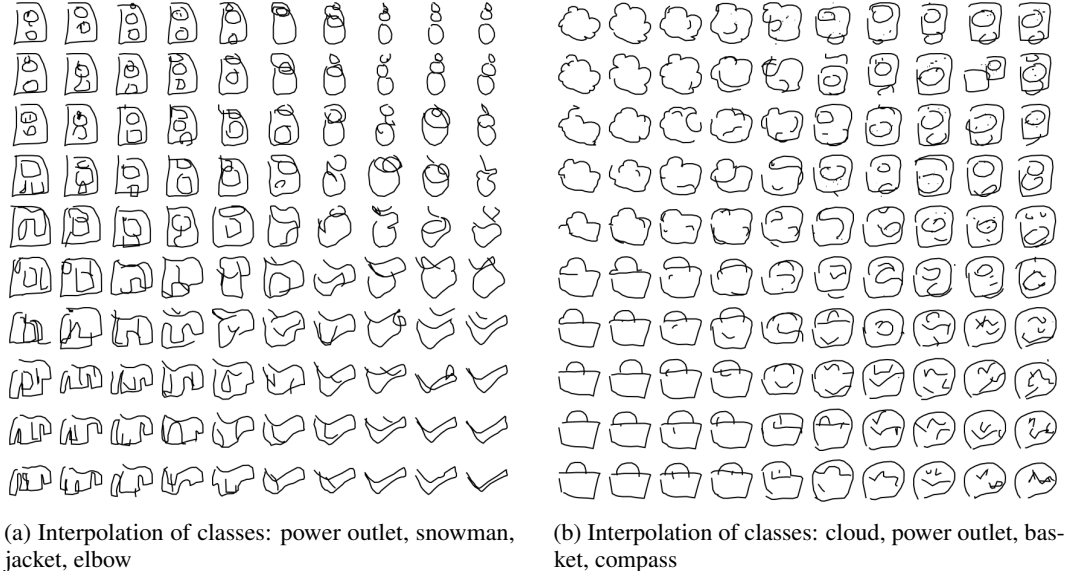 (a) Interpolation of classes: power outlet, snowman,
jacket, elbow
(b) Interpolation of classes: cloud, power outlet, bas-
ket, compass